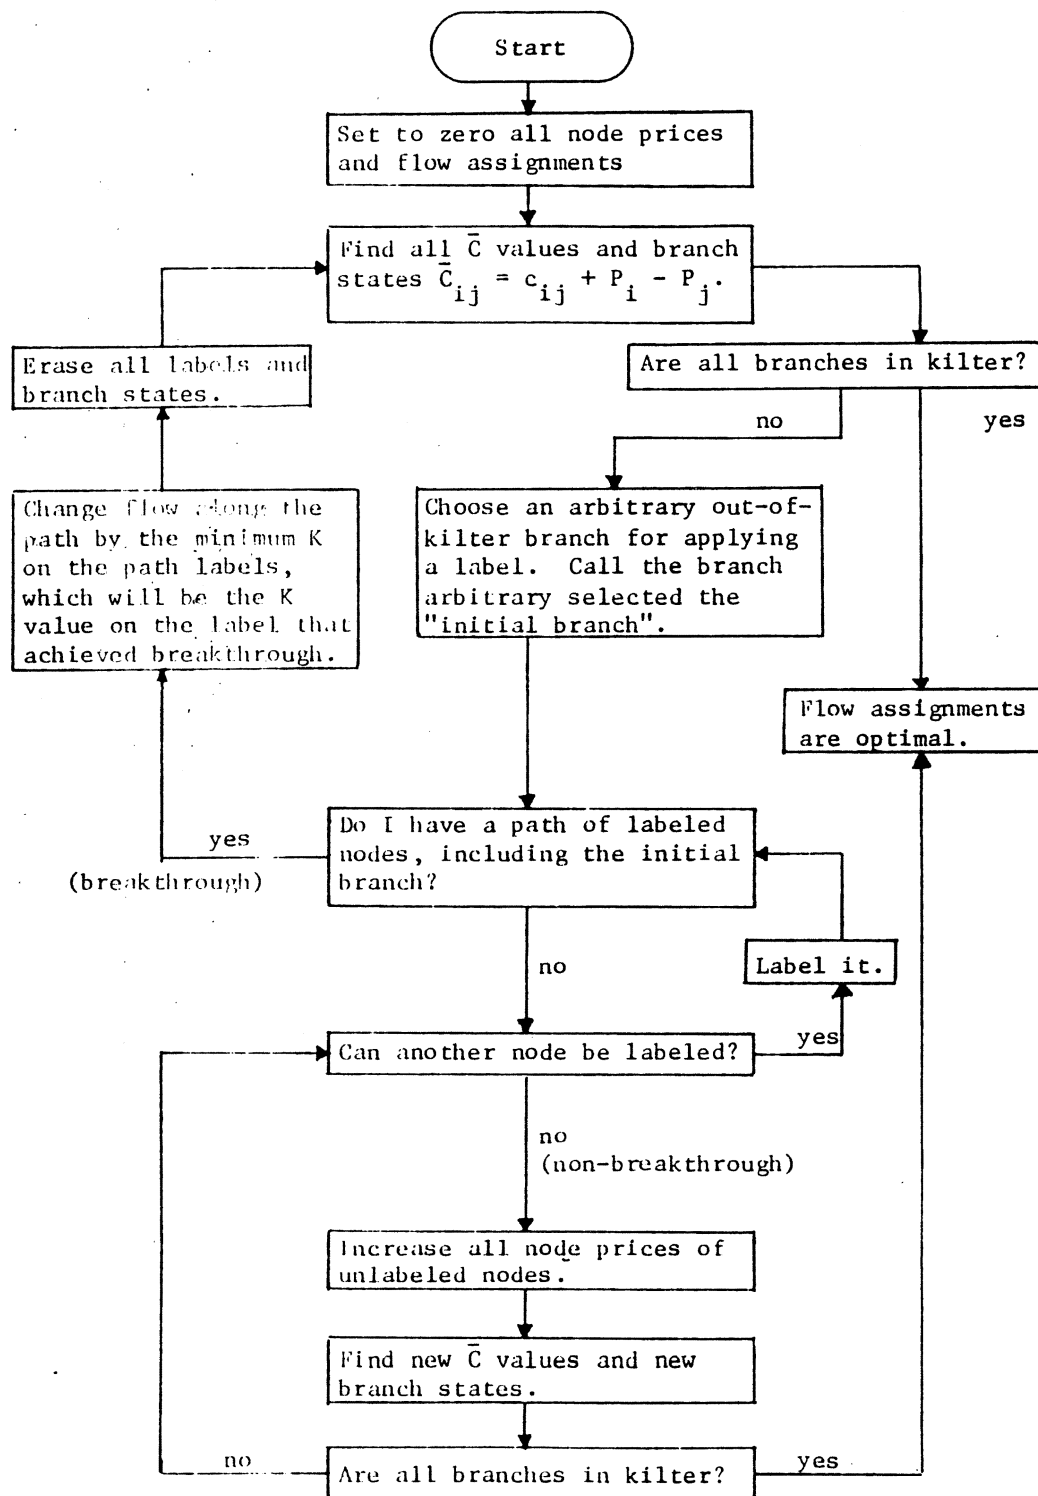 Start
Set to zero all node prices
and flow assignments
Find all C̄ values and branch
states C̄ij = cij + Pi - Pj.
Erase all labels and
branch states.
Are all branches in kilter?
no
yes
Change flow along the
path by the minimum K
on the path labels,
which will be the K
value on the label that
achieved breakthrough.
Choose an arbitrary out-of-
kilter branch for applying
a label. Call the branch
arbitrary selected the
"initial branch".
Flow assignments
are optimal.
Do I have a path of labeled
nodes, including the initial
branch?
yes
(breakthrough)
no
Label it.
Can another node be labeled?
yes
no
(non-breakthrough)
Increase all node prices of
unlabeled nodes.
Find new C̄ values and new
branch states.
Are all branches in kilter?
no
yes